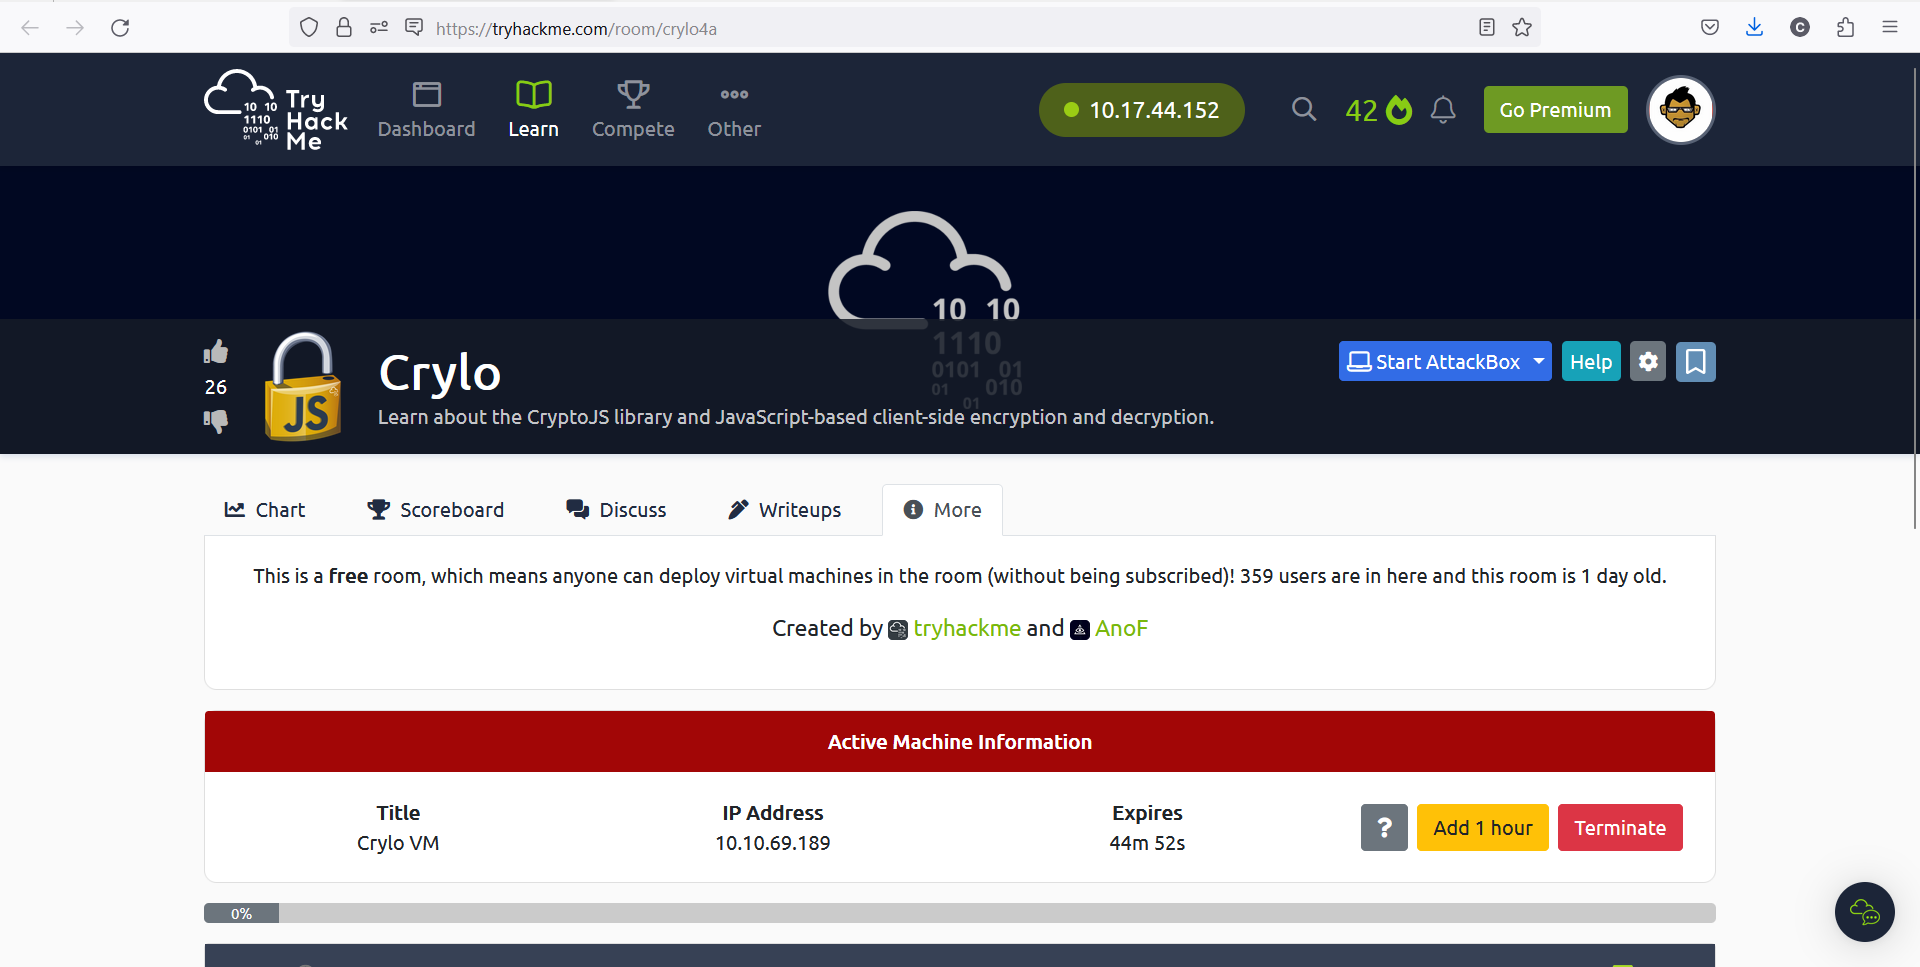 https://tryhackme.com/room/crylo4a
C
10 10
1110
0101 01
01 010
01
Try
Hack
Me
Dashboard
Learn
Compete
Other
10.17.44.152
42
Go Premium
10 10
1110
0101 01
01 010
01
26
JS
Crylo
Learn about the CryptoJS library and JavaScript-based client-side encryption and decryption.
Start AttackBox
Help
Chart
Scoreboard
Discuss
Writeups
More
This is a free room, which means anyone can deploy virtual machines in the room (without being subscribed)! 359 users are in here and this room is 1 day old.
Created by tryhackme and AnoF
Active Machine Information
Title
IP Address
Expires
Crylo VM
10.10.69.189
44m 52s
?
Add 1 hour
Terminate
0%